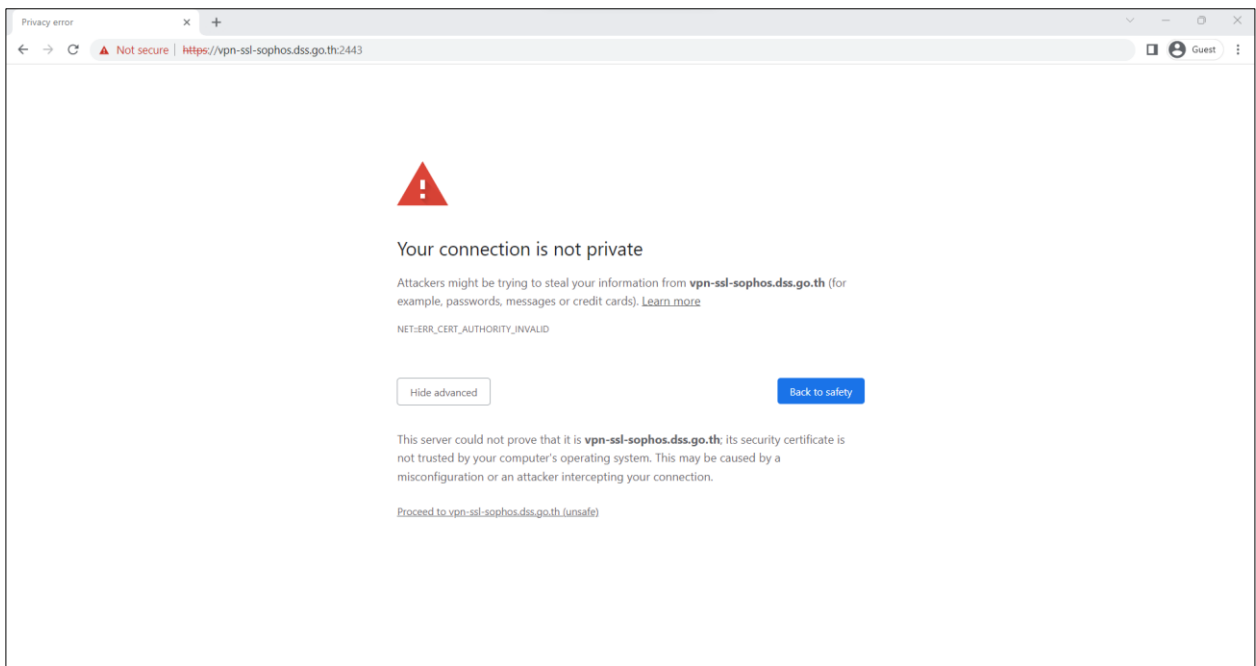 Privacy error
Not secure | https://vpn-ssl-sophos.dss.go.th:2443
Guest
Your connection is not private
Attackers might be trying to steal your information from vpn-ssl-sophos.dss.go.th (for
example, passwords, messages or credit cards). Learn more
NET::ERR_CERT_AUTHORITY_INVALID
Hide advanced
Back to safety
This server could not prove that it is vpn-ssl-sophos.dss.go.th; its security certificate is
not trusted by your computer's operating system. This may be caused by a
misconfiguration or an attacker intercepting your connection.
Proceed to vpn-ssl-sophos.dss.go.th (unsafe)